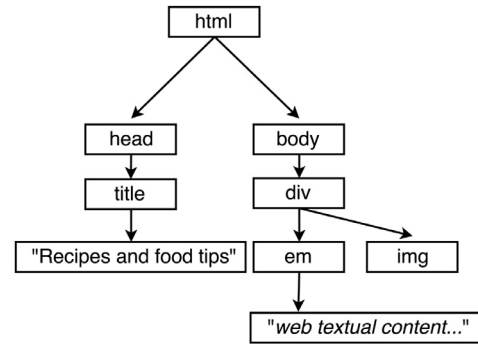 html
head
body
title
div
"Recipes and food tips"
em
img
"web textual content..."